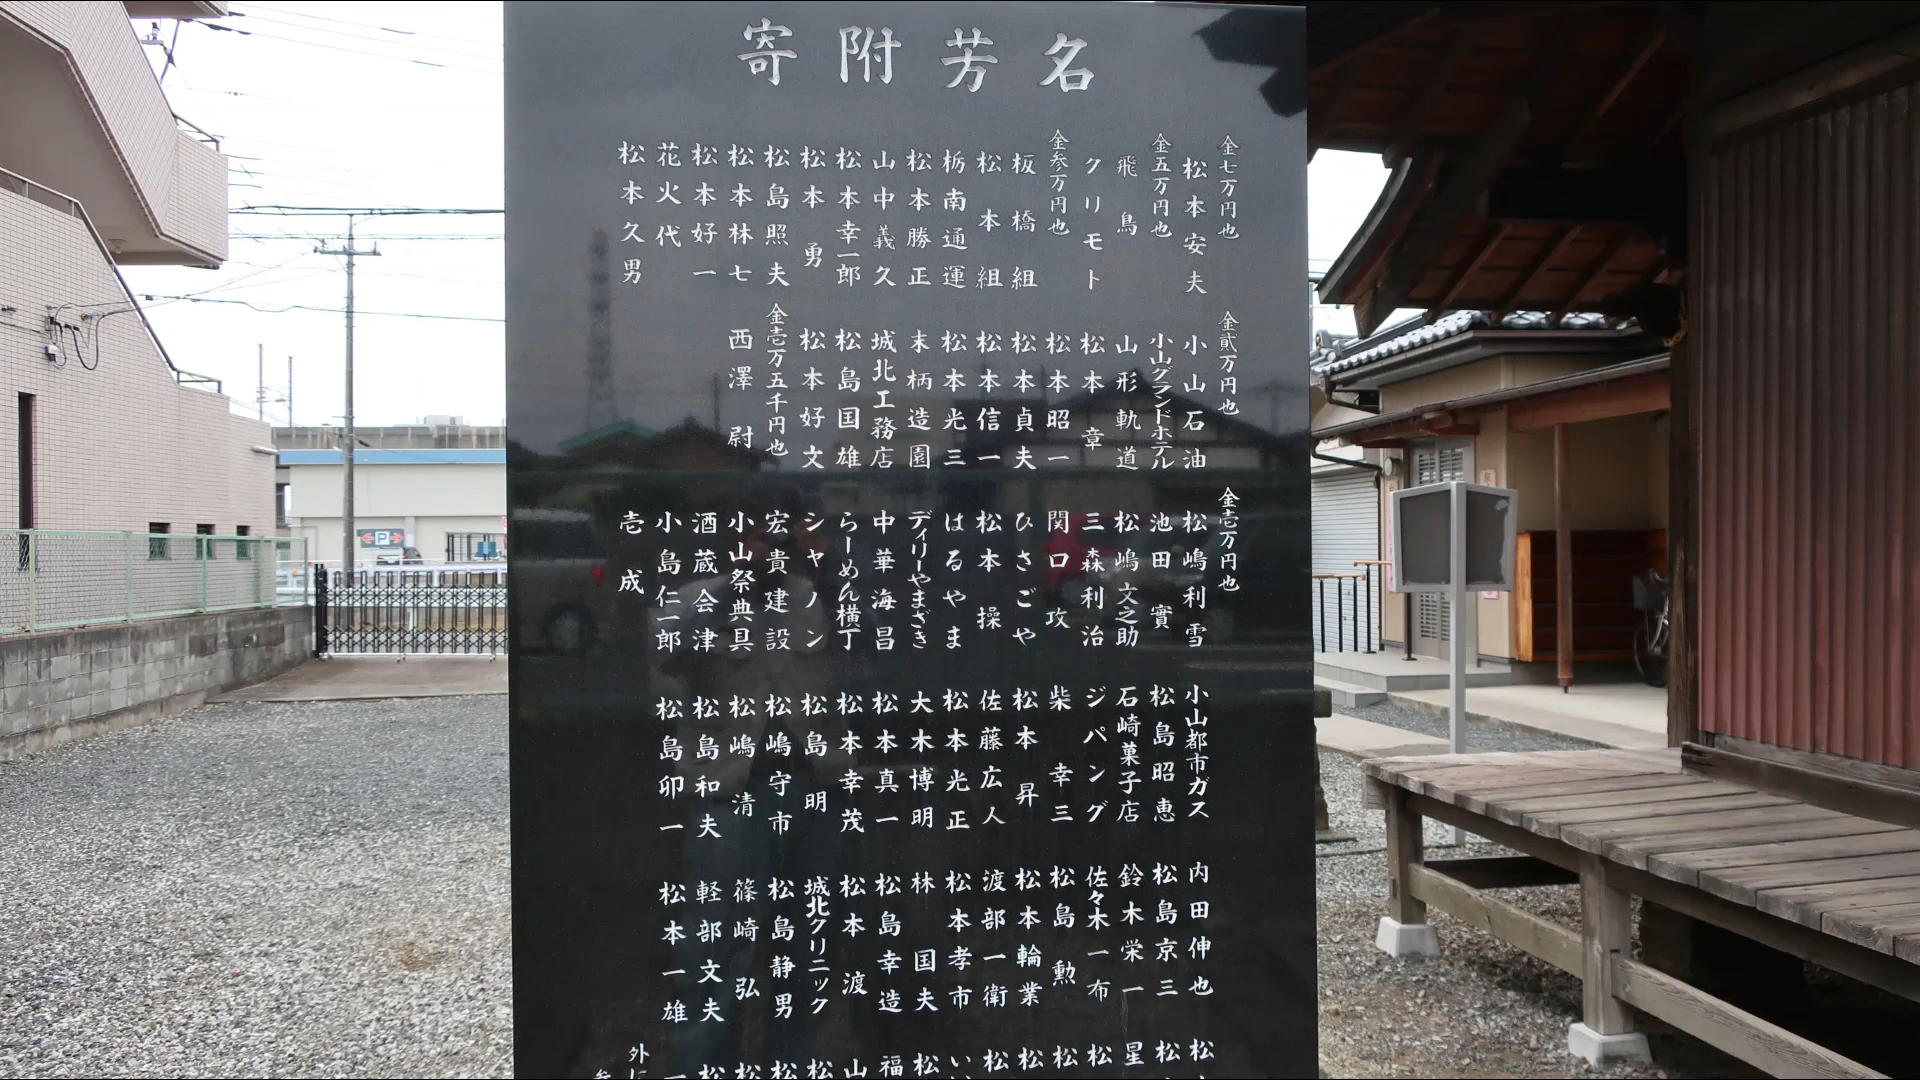 寄附芳名
金七万円也
松本安夫
金五万円也
飛鳥
クリモト
金参万円也
板橋組
松本組
栃南通運
松本勝正
山中義久
松本幸一郎
松本勇
松島照夫
松本林七
松本好一
花火代
松本久男
金貮万円也
小山石油
小山グランドホテル
山形軌道
松本章
松本昭一
松本貞夫
松本信一
松本光三
末柄造園
城北工務店
松島国雄
松本好文
金壱万五千円也
西澤尉
金壱万円也
松嶋利雪
池田實
松嶋文之助
三森利治
関口攻
ひさごや
松本操
はるやま
デイリーやまざき
中華海昌
らーめん横丁
シャノン
宏貴建設
小山祭典具
酒蔵会津
小島仁一郎
壱成
小山都市ガス
松島昭恵
石崎菓子店
ジパング
柴幸三
松本昇
佐藤広人
松本光正
大木博明
松本真一
松本幸茂
松島明
松嶋守市
松嶋清
松島和夫
松島卯一
内田伸也
松島京三
鈴木栄一
佐々木一布
松島勲
松本輪業
渡部一衛
松本孝市
林国夫
松島幸造
松本渡
城北クリニック
松島静男
篠崎弘
軽部文夫
松本一雄
松
松
星
松
松
松
松
い
松
福
山
松
松
松
松
外
P